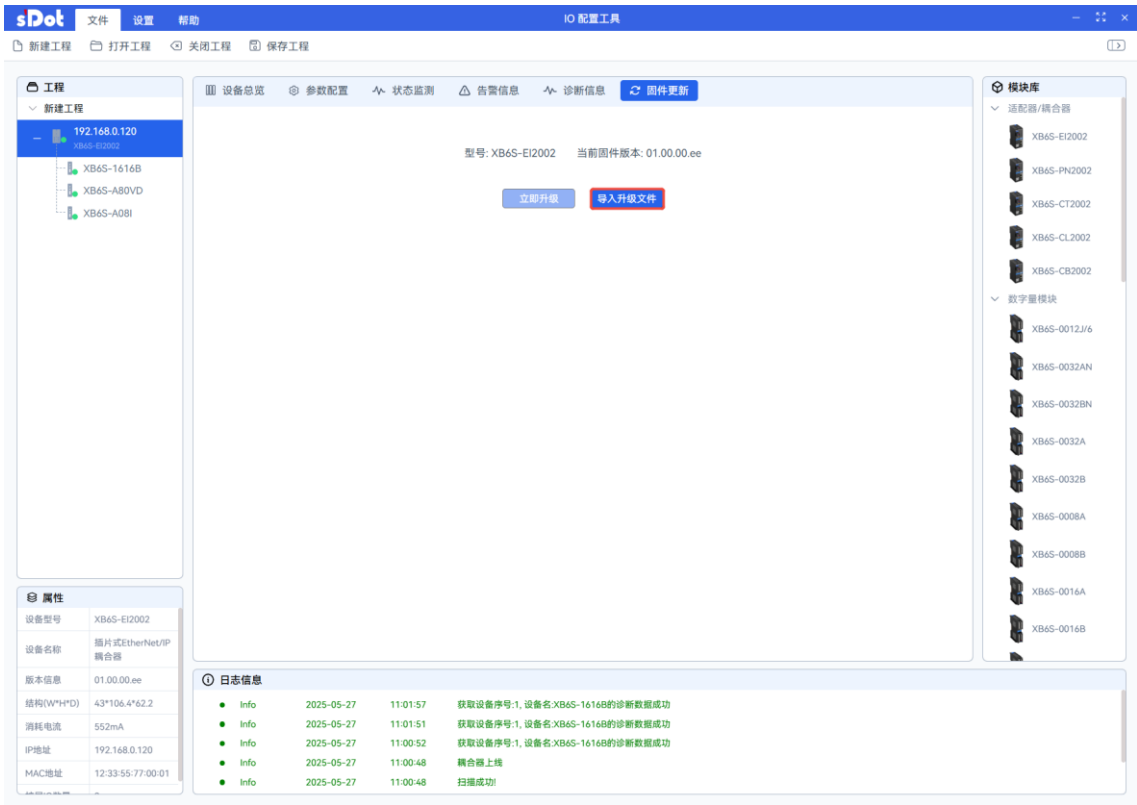 sDot 文件 设置 帮助 IO 配置工具
新建工程 打开工程 关闭工程 保存工程
工程
新建工程
192.168.0.120
XB6S-EI2002
XB6S-1616B
XB6S-A80VD
XB6S-A08I
设备总览 参数配置 状态监测 告警信息 诊断信息 固件更新
型号: XB6S-EI2002 当前固件版本: 01.00.00.ee
立即升级 导入升级文件
模块库
适配器/耦合器
XB6S-EI2002
XB6S-PN2002
XB6S-CT2002
XB6S-CL2002
XB6S-CB2002
数字量模块
XB6S-0012J/6
XB6S-0032AN
XB6S-0032BN
XB6S-0032A
XB6S-0032B
XB6S-0008A
XB6S-0008B
XB6S-0016A
XB6S-0016B
属性
设备型号 XB6S-EI2002
设备名称 插片式EtherNet/IP
耦合器
版本信息 01.00.00.ee
结构(W*H*D) 43*106.4*62.2
消耗电流 552mA
IP地址 192.168.0.120
MAC地址 12:33:55:77:00:01
日志信息
Info 2025-05-27 11:01:57 获取设备序号:1, 设备名:XB6S-1616B的诊断数据成功
Info 2025-05-27 11:01:51 获取设备序号:1, 设备名:XB6S-1616B的诊断数据成功
Info 2025-05-27 11:00:52 获取设备序号:1, 设备名:XB6S-1616B的诊断数据成功
Info 2025-05-27 11:00:48 耦合器上线
Info 2025-05-27 11:00:48 扫描成功!